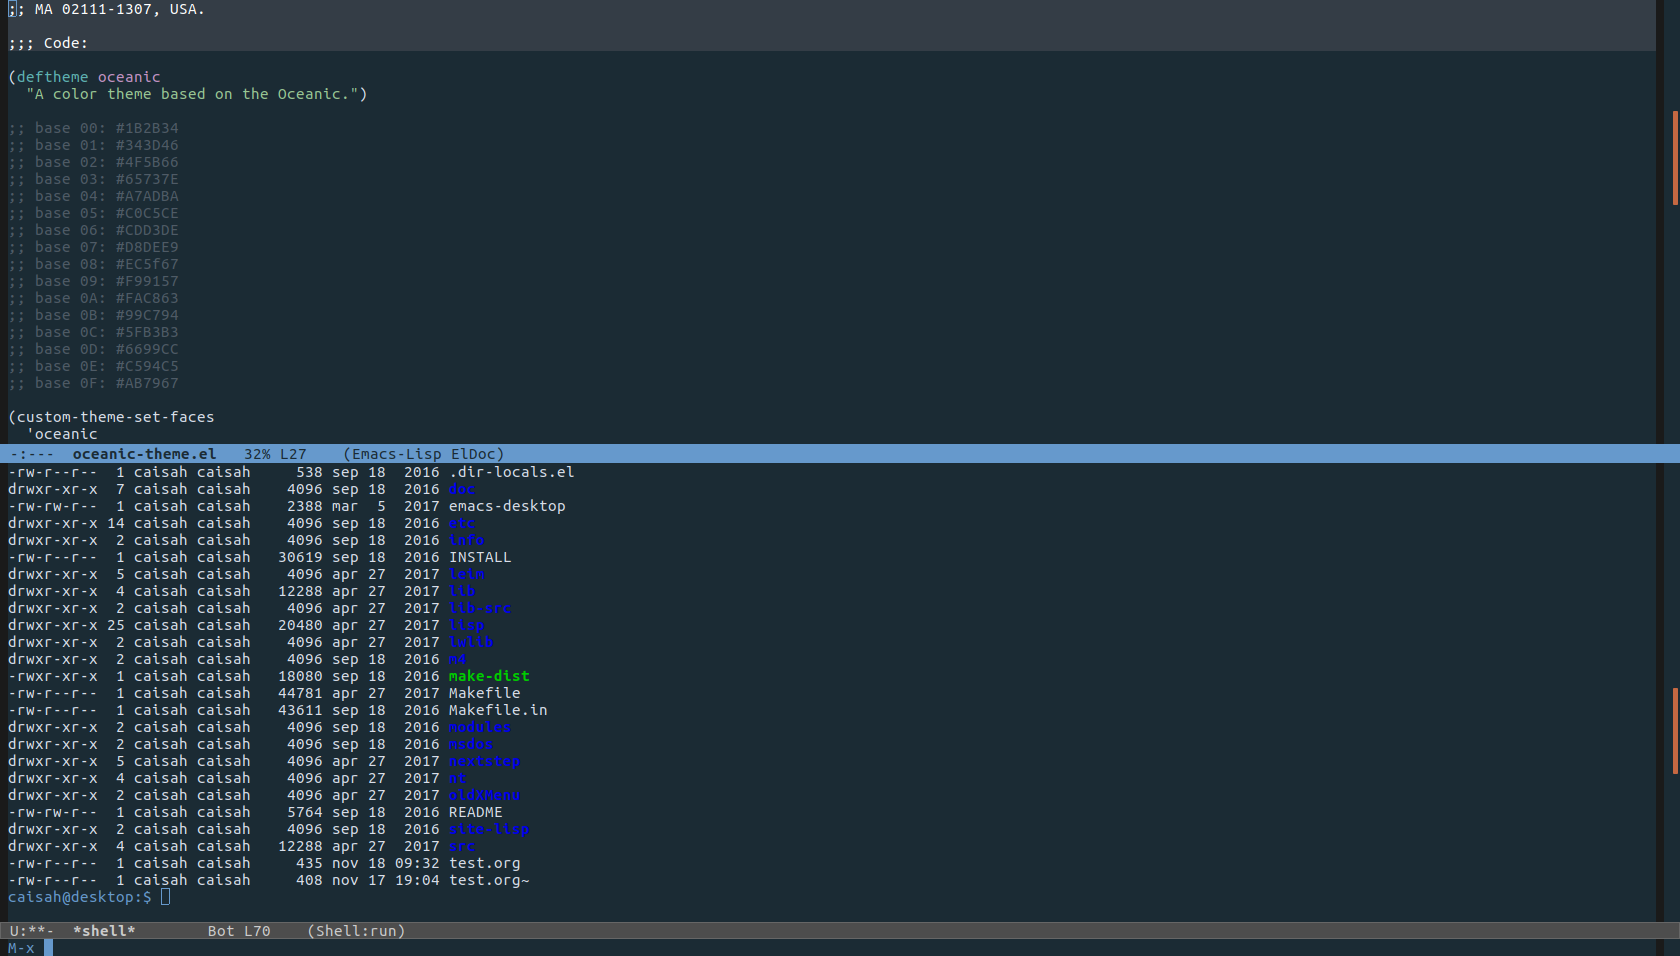 ;; MA 02111-1307, USA.
;;; Code:
(deftheme oceanic
  "A color theme based on the Oceanic.")
;; base 00: #1B2B34
;; base 01: #343D46
;; base 02: #4F5B66
;; base 03: #65737E
;; base 04: #A7ADBA
;; base 05: #C0C5CE
;; base 06: #CDD3DE
;; base 07: #D8DEE9
;; base 08: #EC5f67
;; base 09: #F99157
;; base 0A: #FAC863
;; base 0B: #99C794
;; base 0C: #5FB3B3
;; base 0D: #6699CC
;; base 0E: #C594C5
;; base 0F: #AB7967
(custom-theme-set-faces
  'oceanic
-:---  oceanic-theme.el   32% L27    (Emacs-Lisp ElDoc)
-rw-r--r--  1 caisah caisah     538 sep 18  2016 .dir-locals.el
drwxr-xr-x  7 caisah caisah    4096 sep 18  2016 doc
-rw-rw-r--  1 caisah caisah    2388 mar  5  2017 emacs-desktop
drwxr-xr-x 14 caisah caisah    4096 sep 18  2016 etc
drwxr-xr-x  2 caisah caisah    4096 sep 18  2016 info
-rw-r--r--  1 caisah caisah   30619 sep 18  2016 INSTALL
drwxr-xr-x  5 caisah caisah    4096 apr 27  2017 leim
drwxr-xr-x  4 caisah caisah   12288 apr 27  2017 lib
drwxr-xr-x  2 caisah caisah    4096 apr 27  2017 lib-src
drwxr-xr-x 25 caisah caisah   20480 apr 27  2017 lisp
drwxr-xr-x  2 caisah caisah    4096 apr 27  2017 lwlib
drwxr-xr-x  2 caisah caisah    4096 sep 18  2016 m4
-rwxr-xr-x  1 caisah caisah   18080 sep 18  2016 make-dist
-rw-r--r--  1 caisah caisah   44781 apr 27  2017 Makefile
-rw-r--r--  1 caisah caisah   43611 sep 18  2016 Makefile.in
drwxr-xr-x  2 caisah caisah    4096 sep 18  2016 modules
drwxr-xr-x  2 caisah caisah    4096 sep 18  2016 msdos
drwxr-xr-x  5 caisah caisah    4096 apr 27  2017 nextstep
drwxr-xr-x  4 caisah caisah    4096 apr 27  2017 nt
drwxr-xr-x  2 caisah caisah    4096 apr 27  2017 oldXMenu
-rw-rw-r--  1 caisah caisah    5764 sep 18  2016 README
drwxr-xr-x  2 caisah caisah    4096 sep 18  2016 site-lisp
drwxr-xr-x  4 caisah caisah   12288 apr 27  2017 src
-rw-r--r--  1 caisah caisah     435 nov 18 09:32 test.org
-rw-r--r--  1 caisah caisah     408 nov 17 19:04 test.org~
caisah@desktop:$
U:**-  *shell*        Bot L70    (Shell:run)
M-x